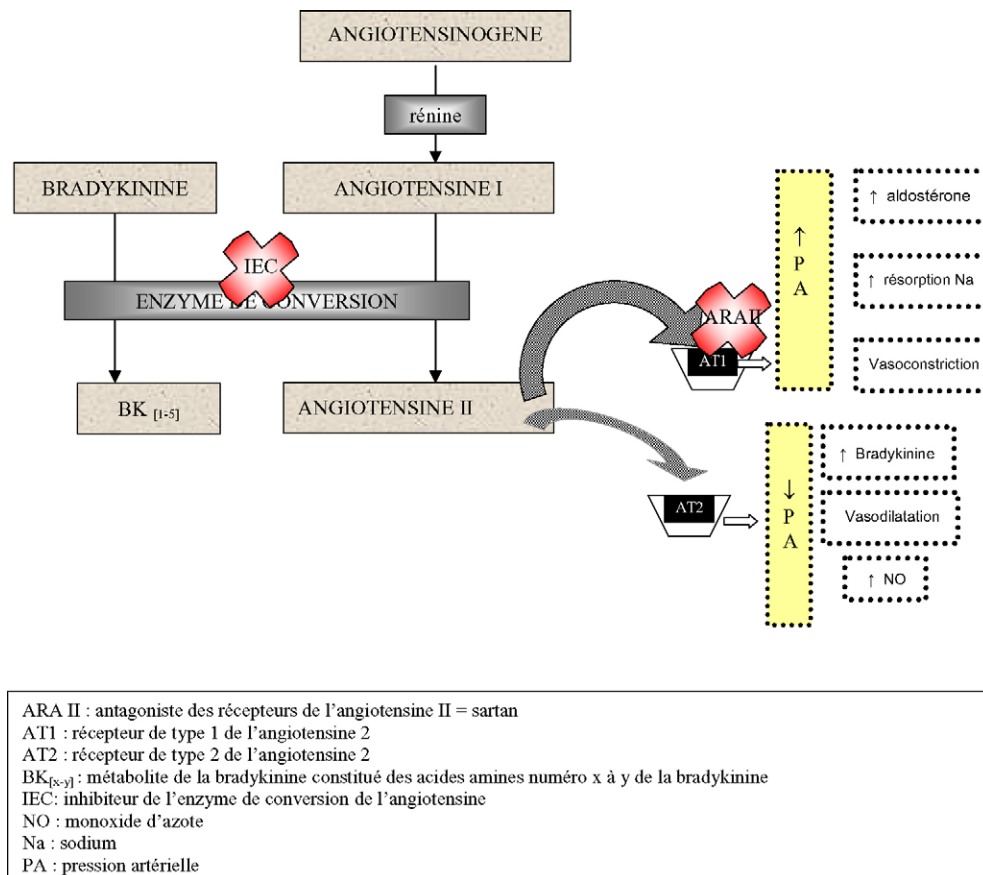 ANGIOTENSINOGENE
rénine
BRADYKININE
ANGIOTENSINE I
IEC
ENZYME DE CONVERSION
BK [1-5]
ANGIOTENSINE II
ARA II
AT1
↑
P
A
↑ aldostérone
↑ résorption Na
Vasoconstriction
AT2
↓
P
A
↑ Bradykinine
Vasodilatation
↑ NO
ARA II : antagoniste des récepteurs de l'angiotensine II = sartan
AT1 : récepteur de type 1 de l'angiotensine 2
AT2 : récepteur de type 2 de l'angiotensine 2
BK[x-y] : métabolite de la bradykinine constitué des acides amines numéro x à y de la bradykinine
IEC: inhibiteur de l'enzyme de conversion de l'angiotensine
NO : monoxide d'azote
Na : sodium
PA : pression artérielle